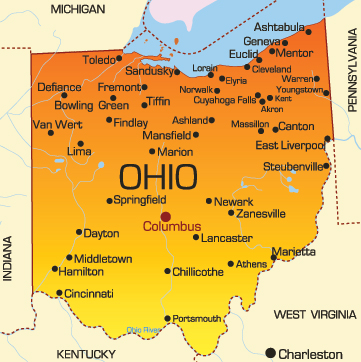 MICHIGAN
PENNSYLVANIA
Ashtabula
Geneva
Mentor
Euclid
Toledo
Sandusky
Lorain
Cleveland
Elyria
Warren
Defiance
Fremont
Norwalk
Youngstown
Bowling Green
Tiffin
Cuyahoga Falls
Kent
Akron
Van Wert
Findlay
Ashland
Massillon
Canton
Mansfield
East Liverpool
Lima
Marion
Steubenville
OHIO
Springfield
Newark
Zanesville
Columbus
Dayton
Lancaster
INDIANA
Middletown
Marietta
Hamilton
Chillicothe
Athens
Cincinnati
Portsmouth
WEST VIRGINIA
Ohio River
KENTUCKY
Charleston